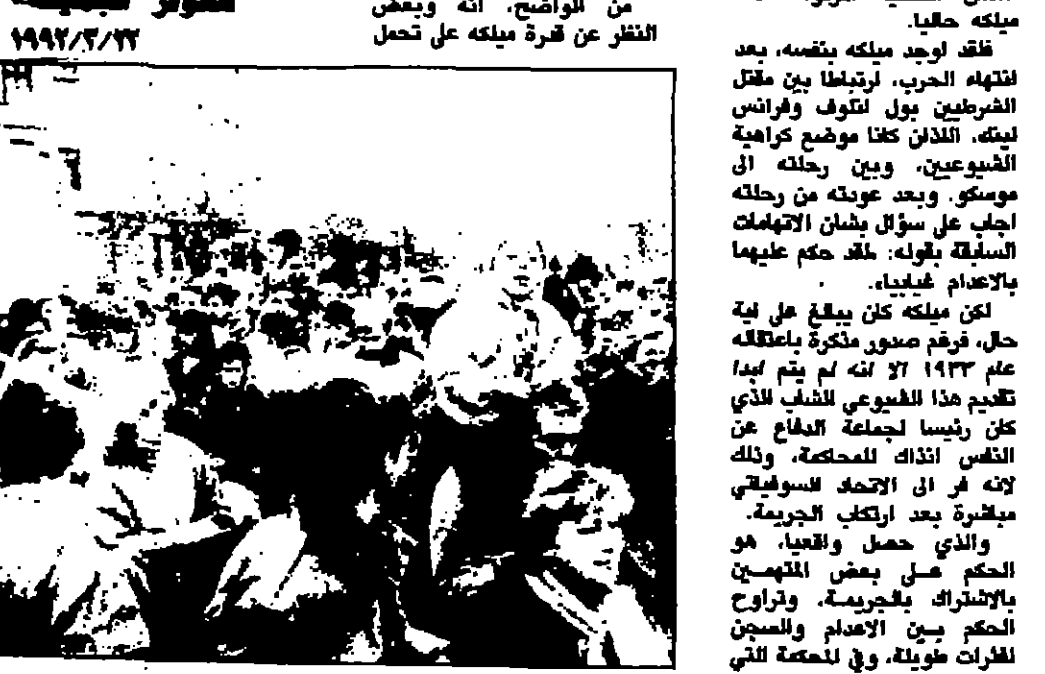 ميلكه حاليا.
فلقد اوجد ميلكه بنفسه، بعد
انتهاء الحرب، ارتباطا بين مقتل
الشرطيين بول انلوف وفرانس
لينك، اللذان كانا موضع كراهية
الشيوعيين، وبين رحلته الى
موسكو. وبعد عودته من رحلته
اجاب على سؤال بشان الاتهامات
السابقة بقوله: لقد حكم عليهما
بالاعدام غيابيا».
لكن ميلكه كان يبالغ على اية
حال، فرغم صدور مذكرة باعتقاله
عام ١٩٣٣ الا انه لم يتم ابدا
تقديم هذا الشيوعي الشاب الذي
كان رئيسا لجماعة الدفاع عن
النفس انذاك للمحاكمة، وذلك
لانه فر الى الاتحاد السوفياتي
مباشرة بعد ارتكاب الجريمة.
والذي حصل واقعيا، هو
الحكم على بعض المتهمين
بالاشتراك بالجريمة، وتراوح
الحكم بين الاعدام والسجن
لفترات طويلة، وفي المحكمة التي
من الواضح، انه وبغض
النظر عن قدرة ميلكه على تحمل
١٩٩٢/٣/٢٢